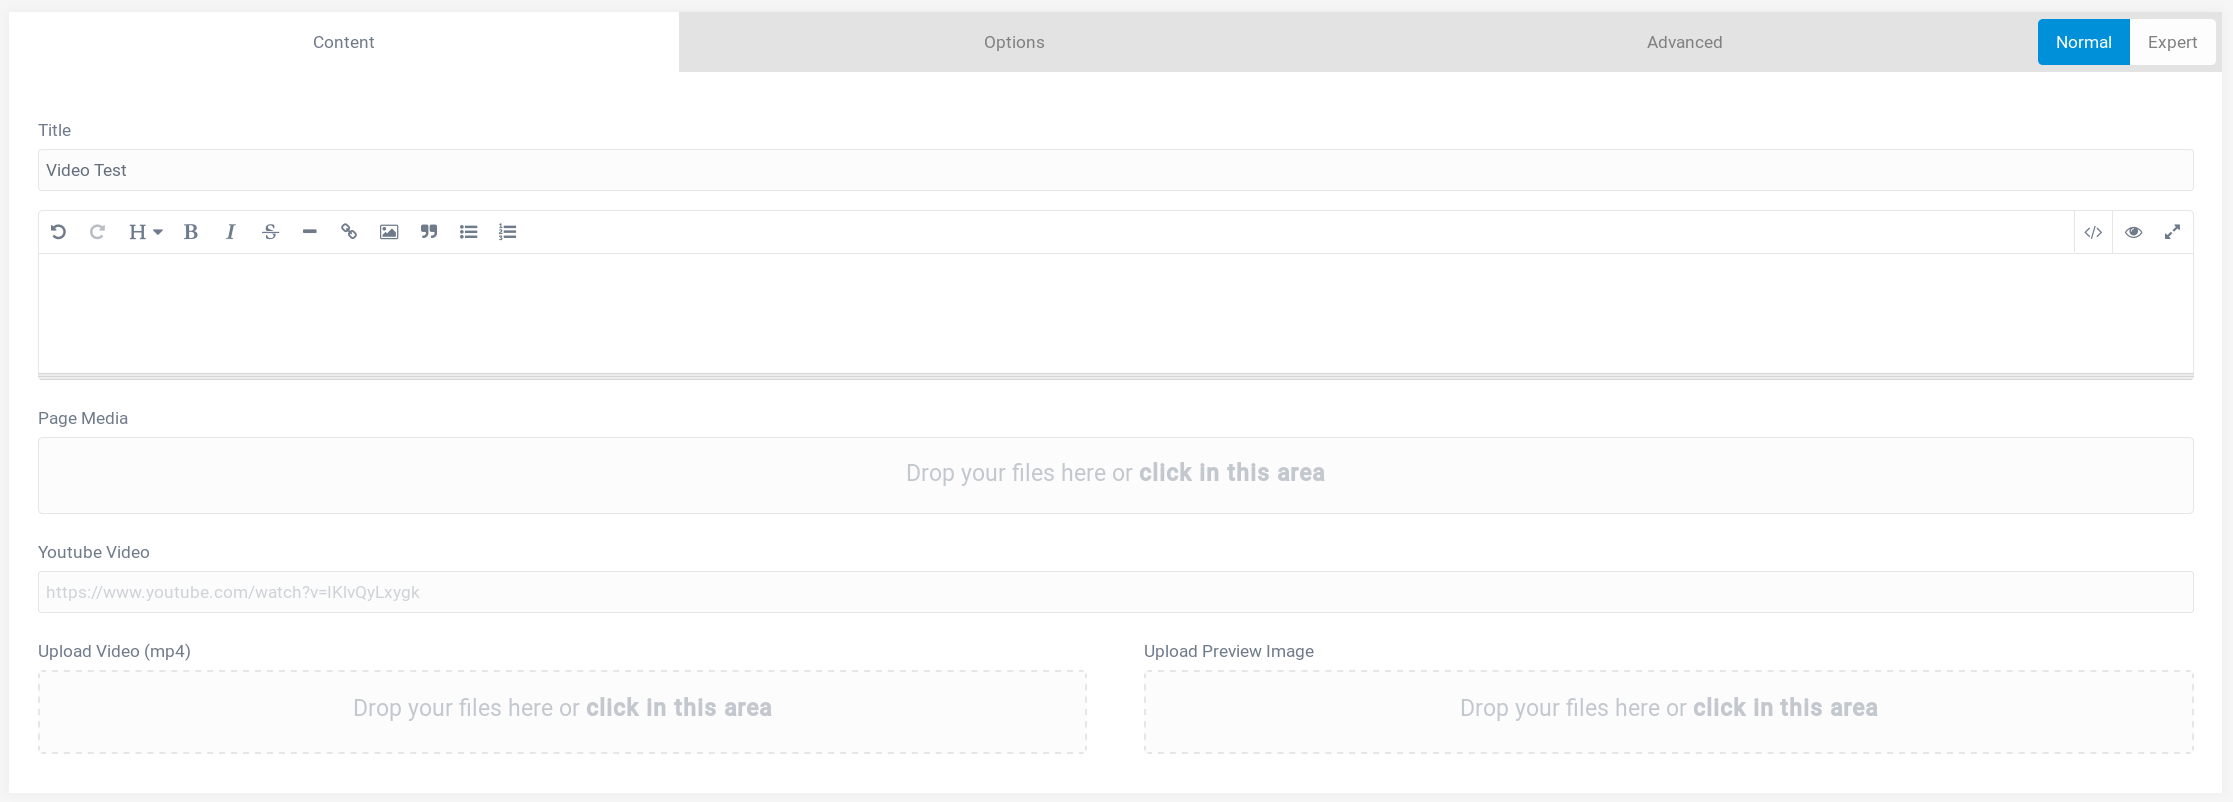 Content
Options
Advanced
Normal
Expert
Title
Video Test
H
B
I
S
Page Media
Drop your files here or click in this area
Youtube Video
https://www.youtube.com/watch?v=IKIvQyLxygk
Upload Video (mp4)
Upload Preview Image
Drop your files here or click in this area
Drop your files here or click in this area